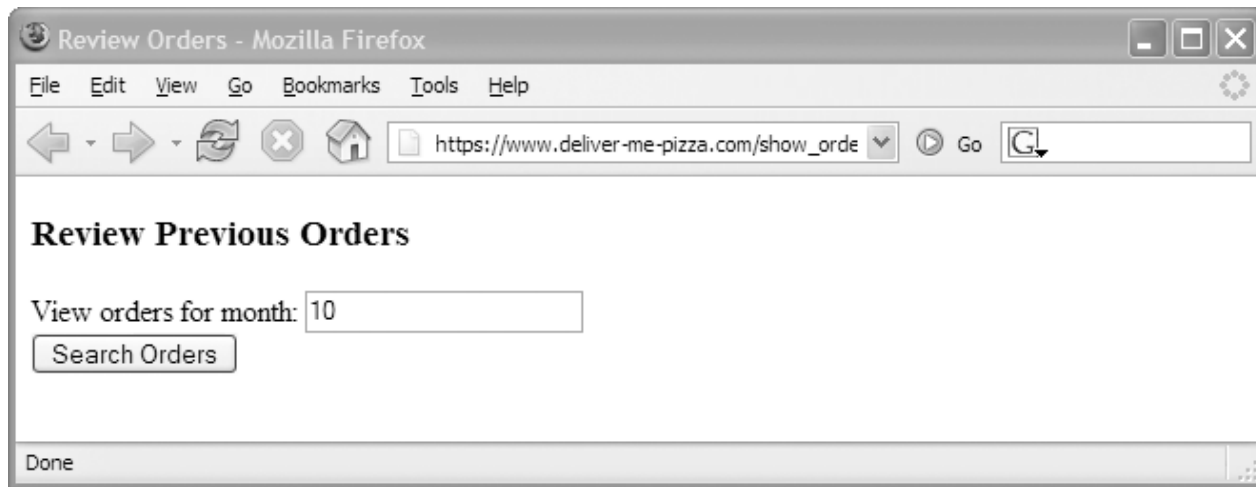 Review Orders - Mozilla Firefox
File Edit View Go Bookmarks Tools Help
https://www.deliver-me-pizza.com/show_orde Go G
Review Previous Orders
View orders for month: 10
Search Orders
Done